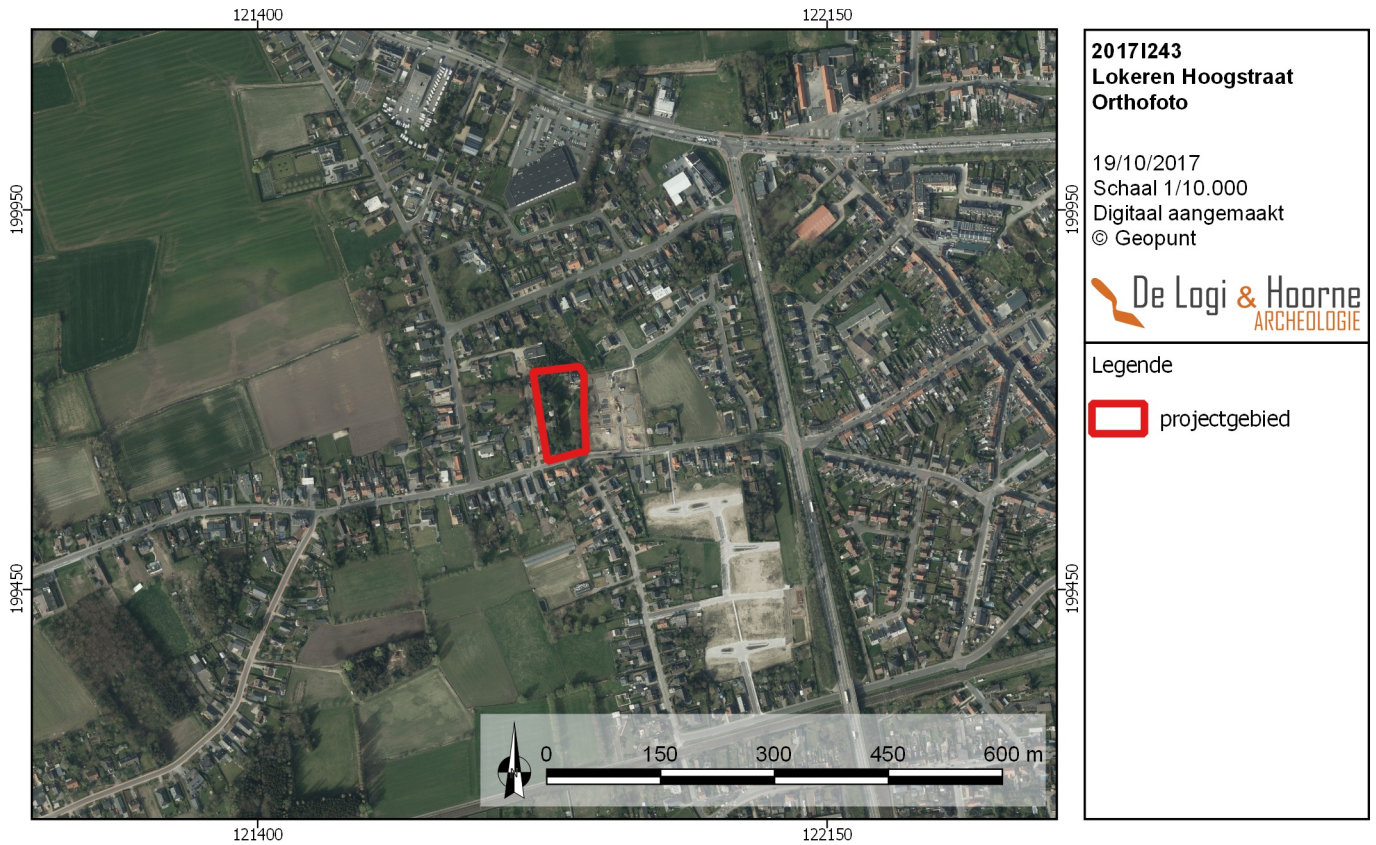 121400
122150
199950
199950
199450
199450
0 150 300 450 600 m
N
121400
122150
2017I243
Lokeren Hoogstraat
Orthofoto
19/10/2017
Schaal 1/10.000
Digitaal aangemaakt
© Geopunt
De Logi & Hoorne
ARCHEOLOGIE
Legende
projectgebied